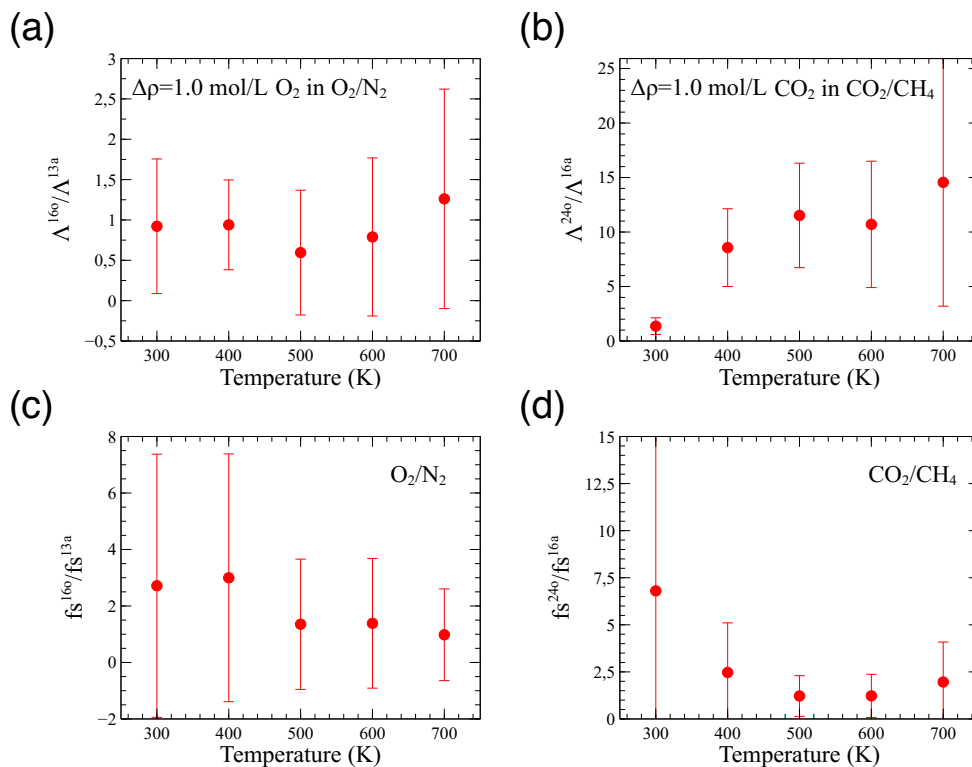 (a)
3
2,5
2
1,5
1
0,5
0
−0,5
Δρ=1.0 mol/L O₂ in O₂/N₂
Λ¹⁶ᵒ/Λ¹³ᵃ
300 400 500 600 700
Temperature (K)
(b)
25
20
15
10
5
0
Δρ=1.0 mol/L CO₂ in CO₂/CH₄
Λ²⁴ᵒ/Λ¹⁶ᵃ
300 400 500 600 700
Temperature (K)
(c)
8
6
4
2
0
−2
O₂/N₂
fs¹⁶ᵒ/fs¹³ᵃ
300 400 500 600 700
Temperature (K)
(d)
15
12,5
10
7,5
5
2,5
0
CO₂/CH₄
fs²⁴ᵒ/fs¹⁶ᵃ
300 400 500 600 700
Temperature (K)